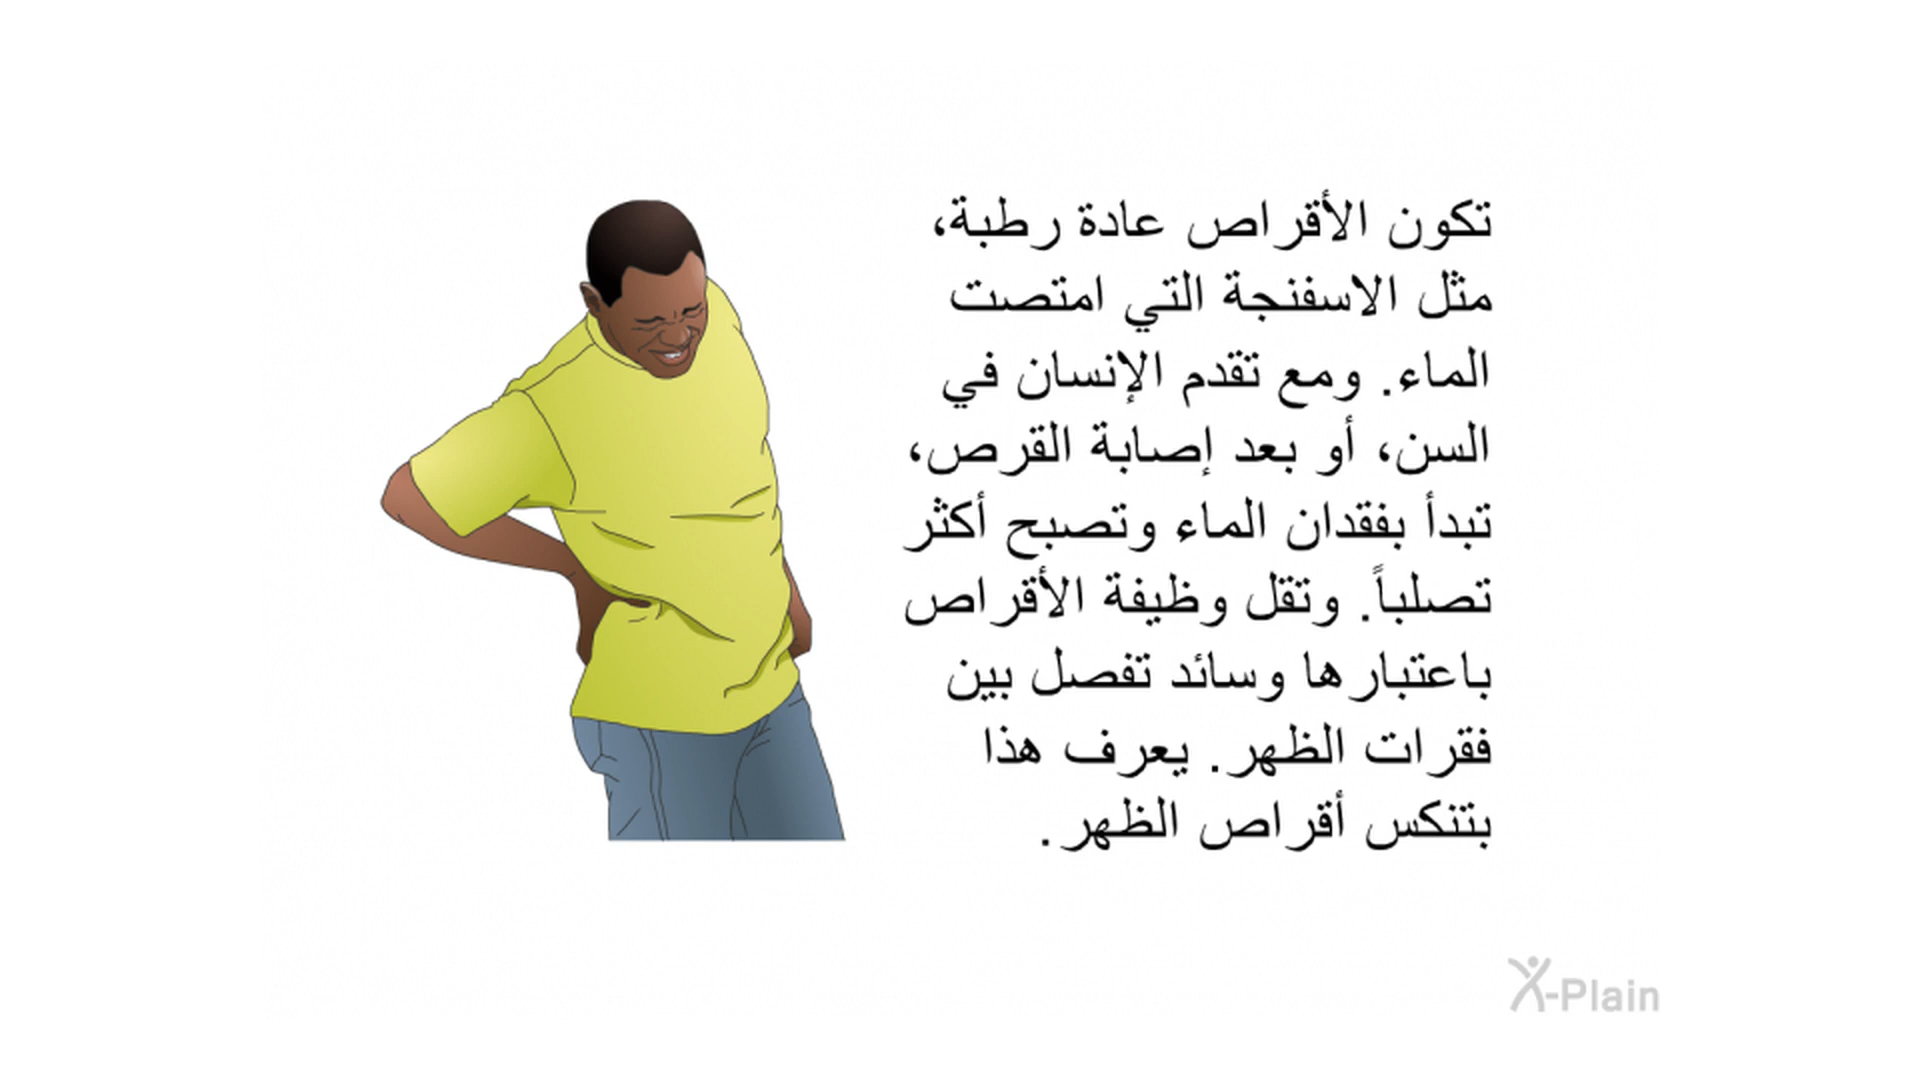 تكون الأقراص عادة رطبة،
مثل الاسفنجة التي امتصت
الماء. ومع تقدم الإنسان في
السن، أو بعد إصابة القرص،
تبدأ بفقدان الماء وتصبح أكثر
تصلباً. وتقل وظيفة الأقراص
باعتبارها وسائد تفصل بين
فقرات الظهر. يعرف هذا
بتنكس أقراص الظهر.
X-Plain